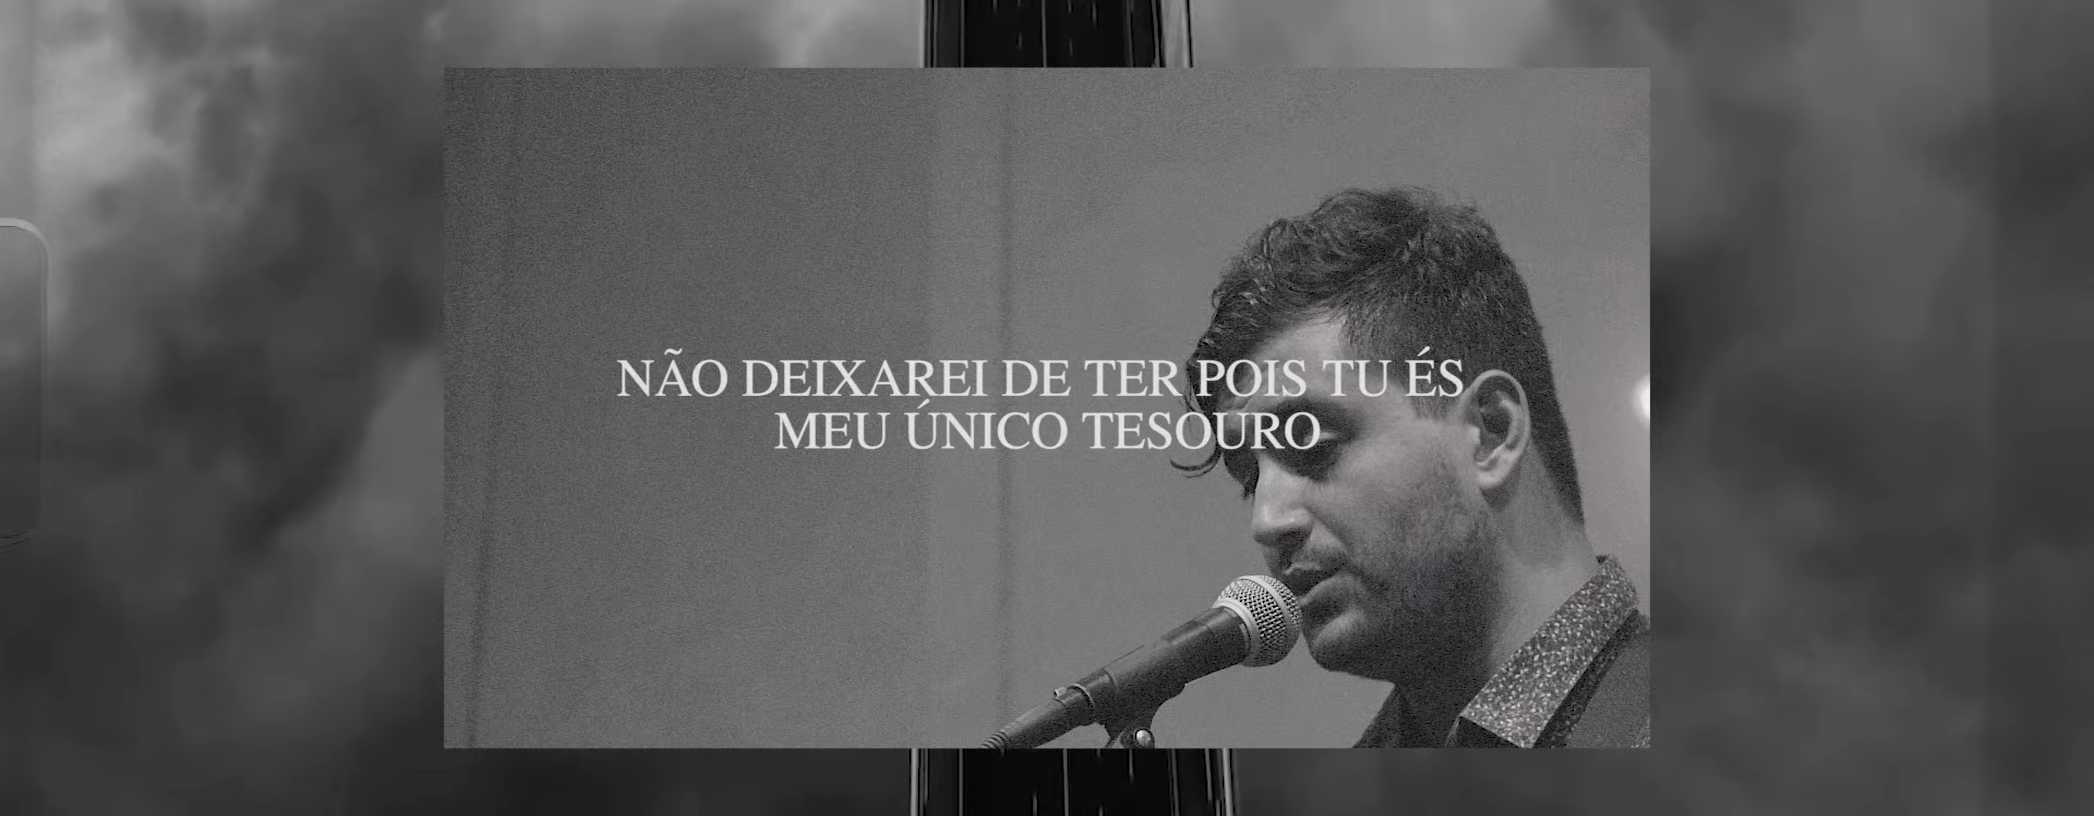 NÃO DEIXAREI DE TER POIS TU ÉS
MEU ÚNICO TESOURO